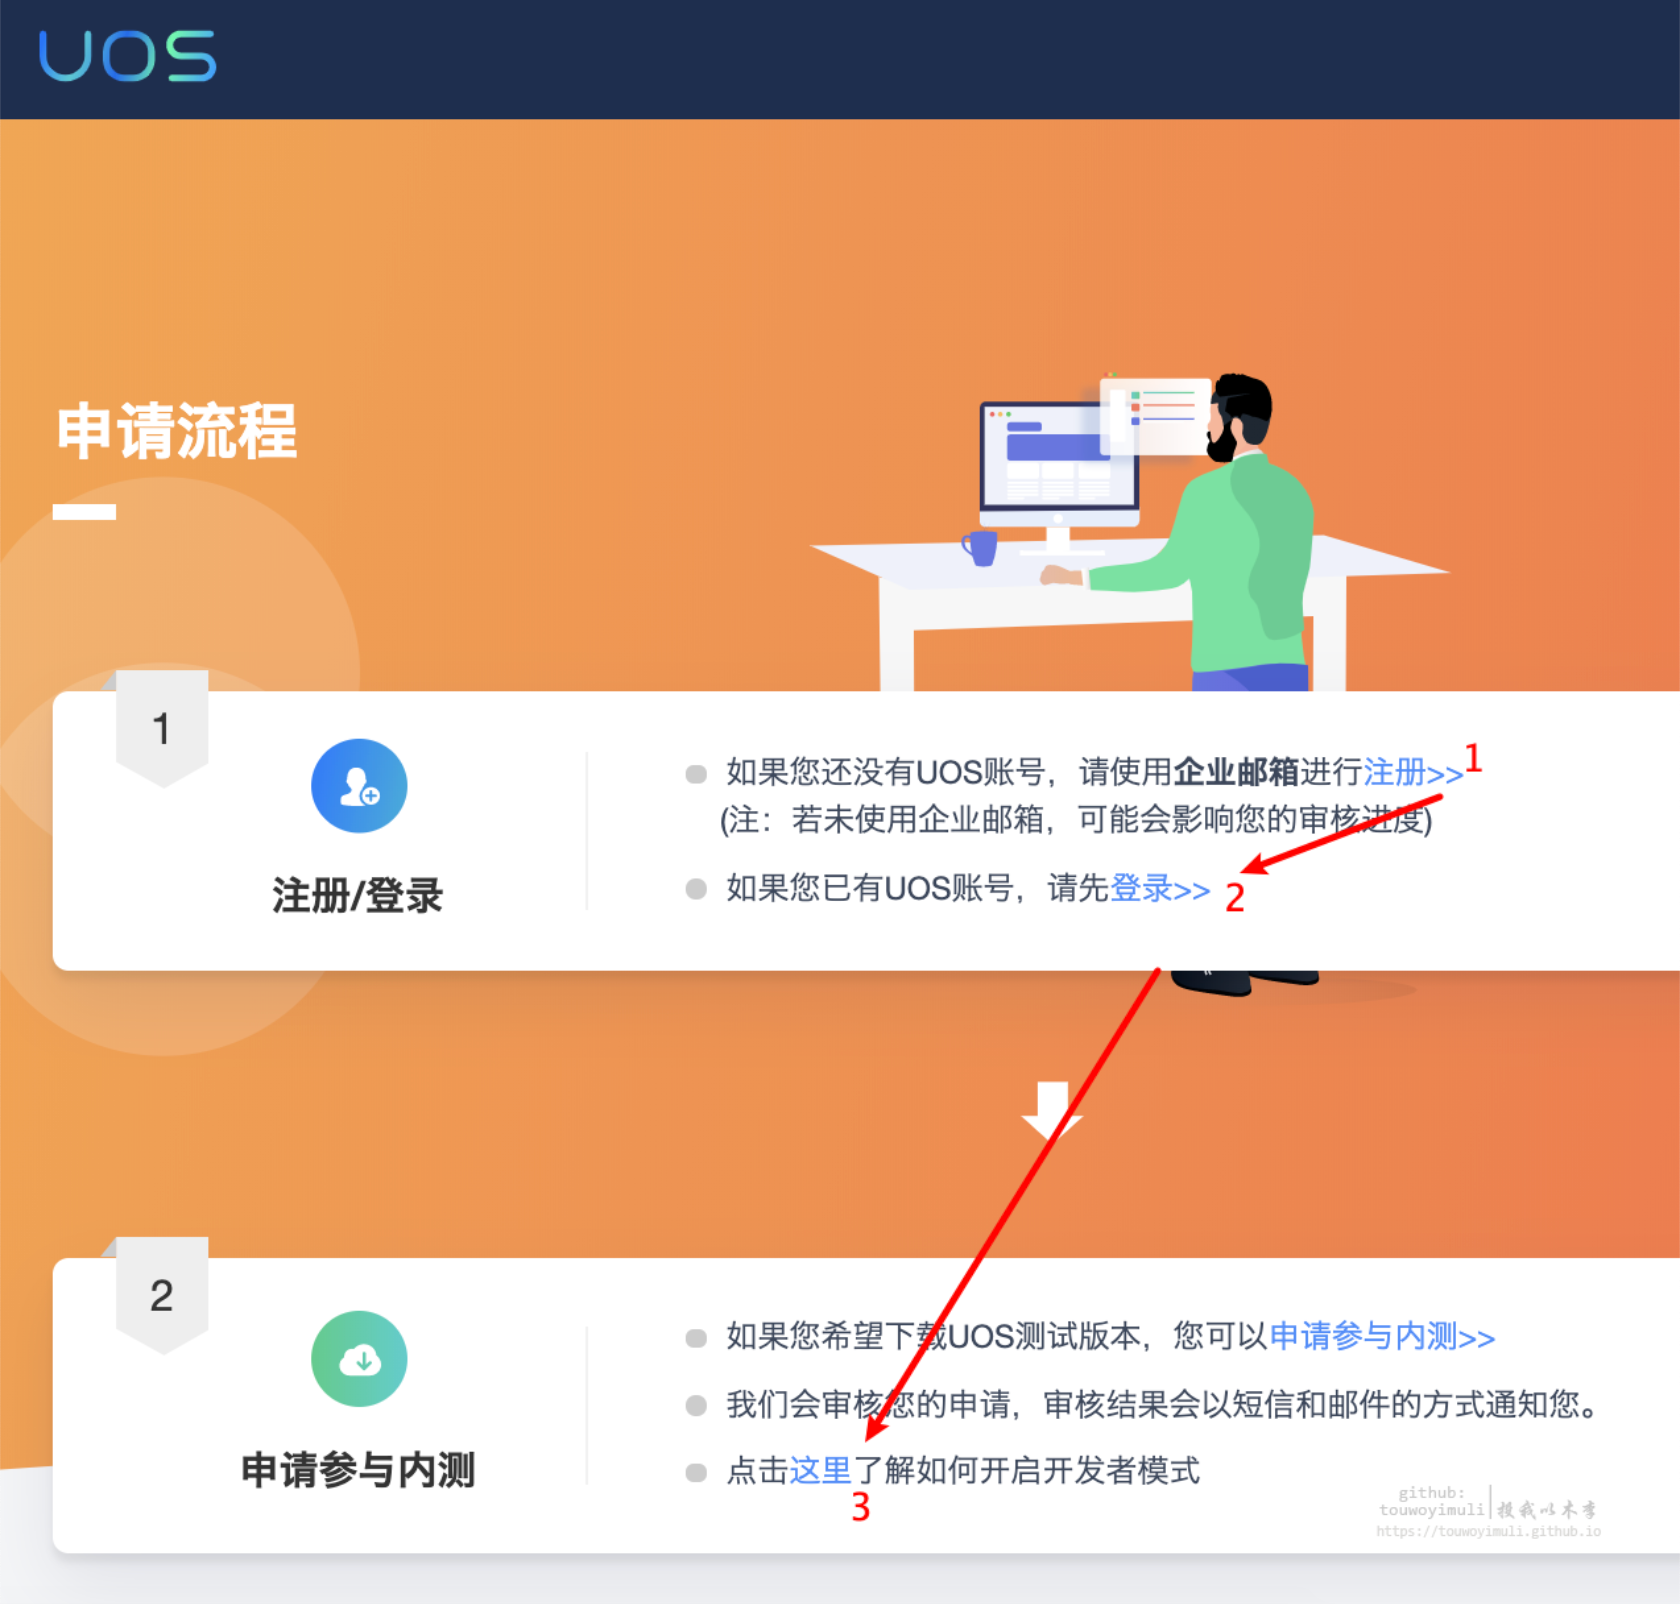 UOS
申请流程
1
注册/登录
如果您还没有UOS账号，请使用企业邮箱进行注册>>
1
(注：若未使用企业邮箱，可能会影响您的审核进度)
如果您已有UOS账号，请先登录>>
2
2
申请参与内测
如果您希望下载UOS测试版本，您可以申请参与内测>>
我们会审核您的申请，审核结果会以短信和邮件的方式通知您。
点击这里了解如何开启开发者模式
3
github:
touwoyimuli
投我以木李
https://touwoyimuli.github.io